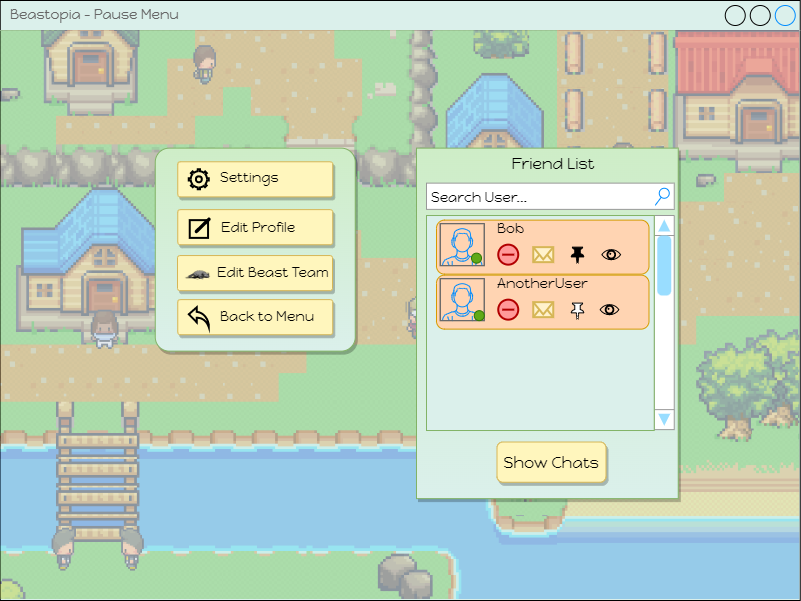 Beastopia - Pause Menu
Settings
Edit Profile
Edit Beast Team
Back to Menu
Friend List
Search User...
Bob
AnotherUser
Show Chats